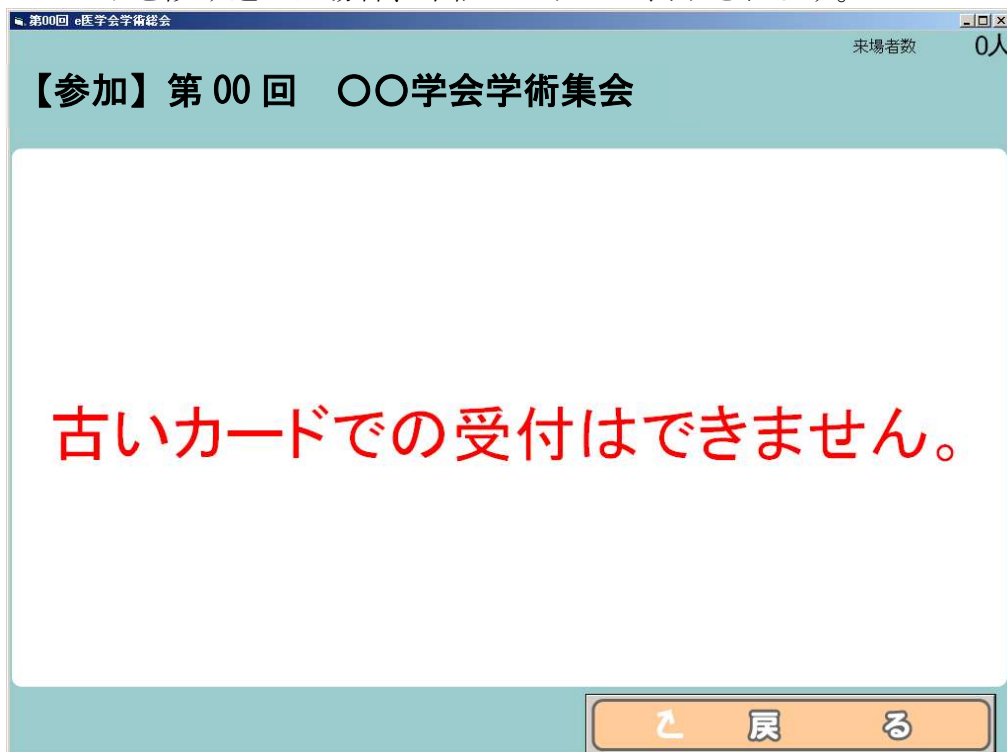 第00回 e医学会学術総会
来場者数 0人
【参加】第 00 回 〇〇学会学術集会
古いカードでの受付はできません。
戻 る